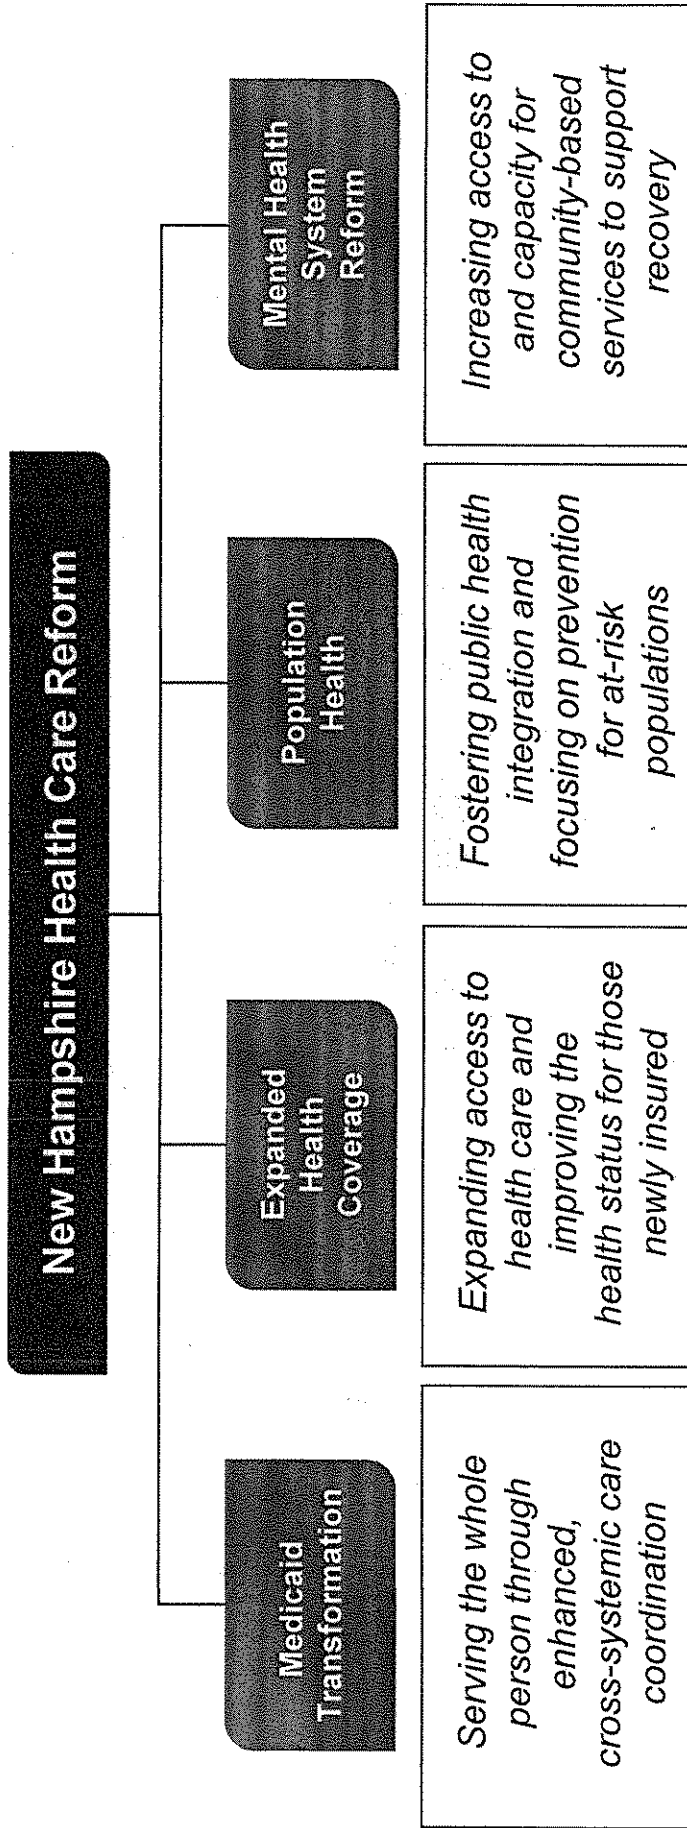 New Hampshire Health Care Reform
Medicaid
Transformation
Serving the whole
person through
enhanced,
cross-systemic care
coordination
Expanded
Health
Coverage
Expanding access to
health care and
improving the
health status for those
newly insured
Population
Health
Fostering public health
integration and
focusing on prevention
for at-risk
populations
Mental Health
System
Reform
Increasing access to
and capacity for
community-based
services to support
recovery